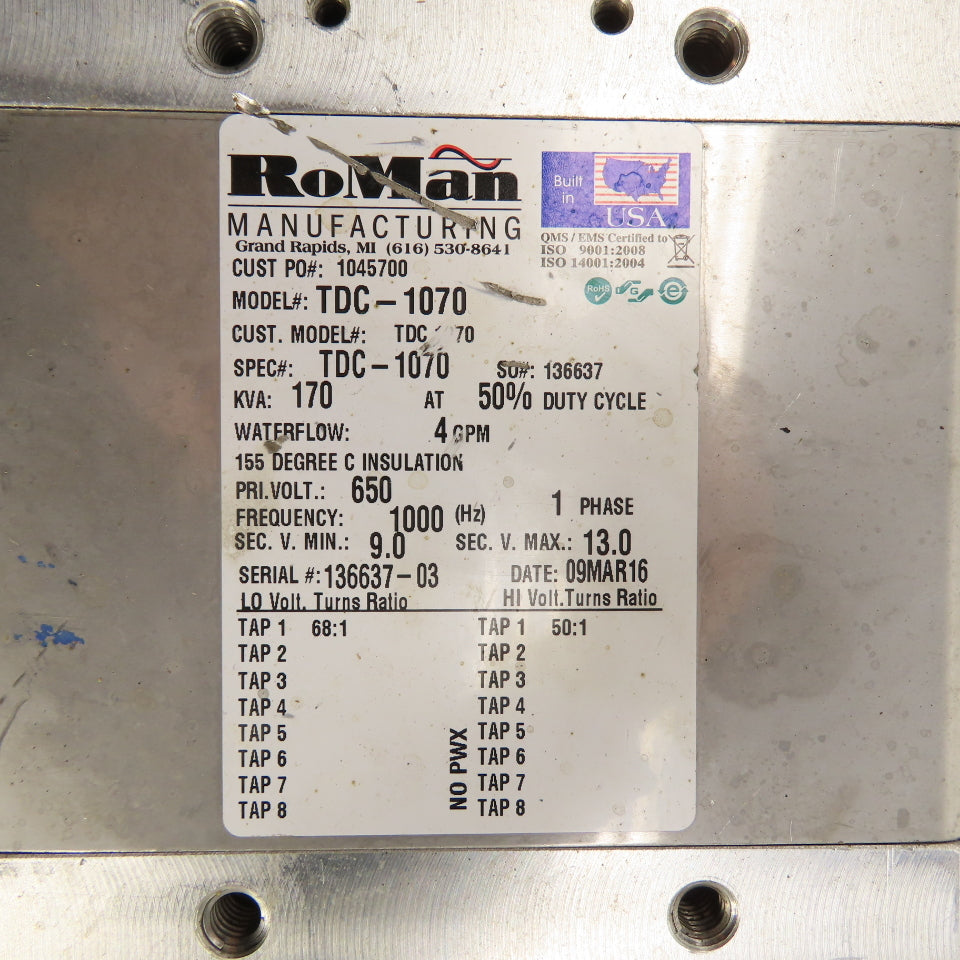 RoMan
MANUFACTURING
Grand Rapids, MI (616) 530-8641
Built
in
USA
QMS / EMS Certified to
ISO 9001:2008
ISO 14001:2004
RoHS
G
e
CUST PO#: 1045700
MODEL#: TDC-1070
CUST. MODEL#: TDC 70
SPEC#: TDC-1070 SO#: 136637
KVA: 170 AT 50% DUTY CYCLE
WATERFLOW: 4 GPM
155 DEGREE C INSULATION
PRI.VOLT.: 650
1 PHASE
FREQUENCY: 1000 (Hz)
SEC. V. MIN.: 9.0 SEC. V. MAX.: 13.0
SERIAL #: 136637-03 DATE: 09MAR16
LO Volt. Turns Ratio HI Volt. Turns Ratio
TAP 1 68:1 TAP 1 50:1
TAP 2 TAP 2
TAP 3 TAP 3
TAP 4 TAP 4
TAP 5 TAP 5
TAP 6 TAP 6
TAP 7 TAP 7
TAP 8 TAP 8
NO PWX